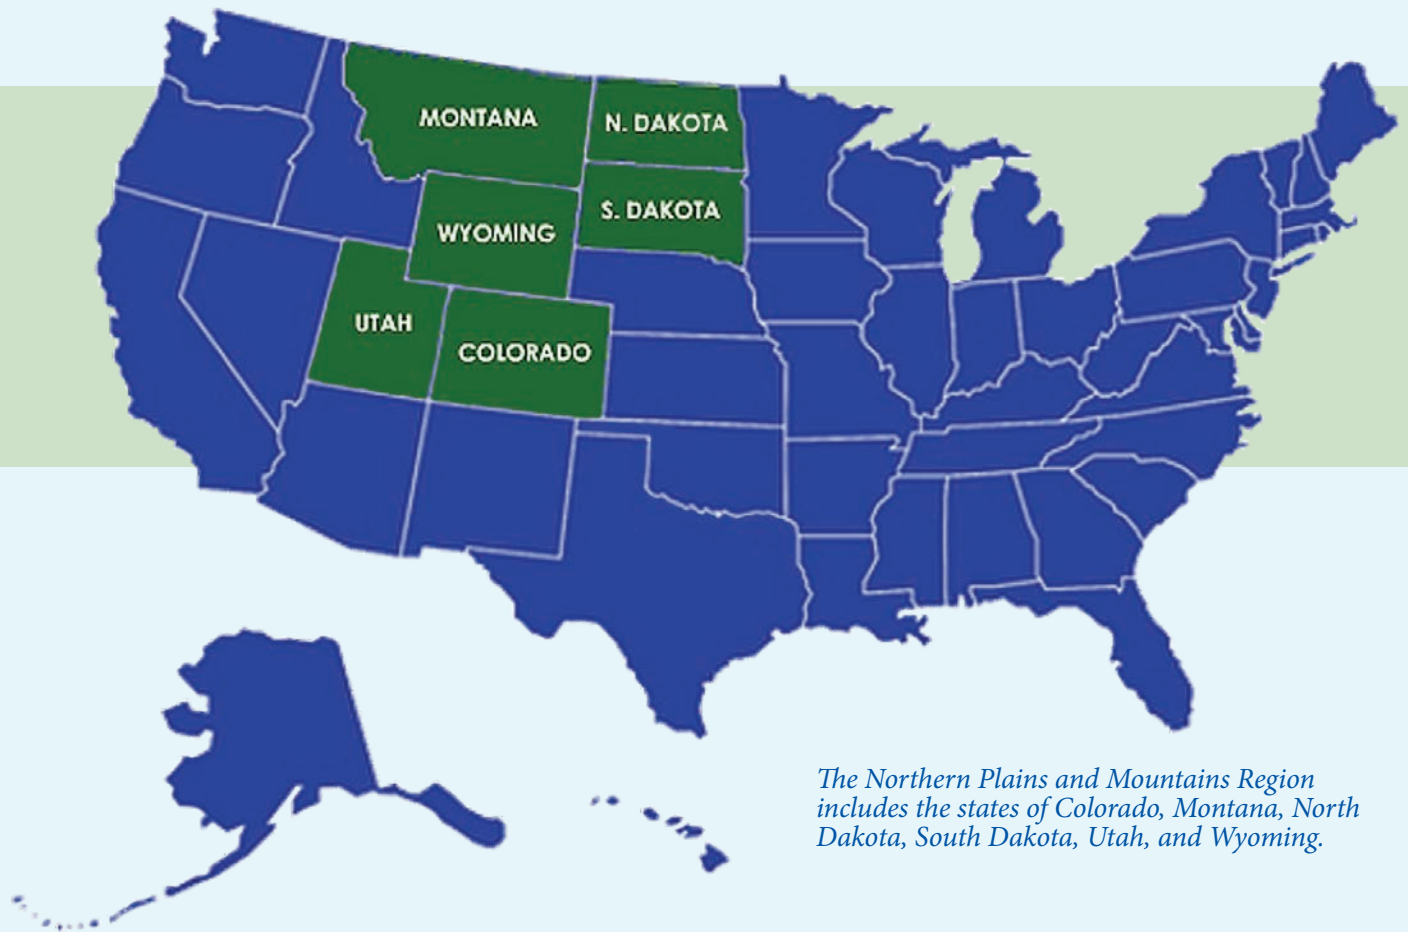 MONTANA
N. DAKOTA
S. DAKOTA
WYOMING
UTAH
COLORADO
The Northern Plains and Mountains Region
includes the states of Colorado, Montana, North
Dakota, South Dakota, Utah, and Wyoming.